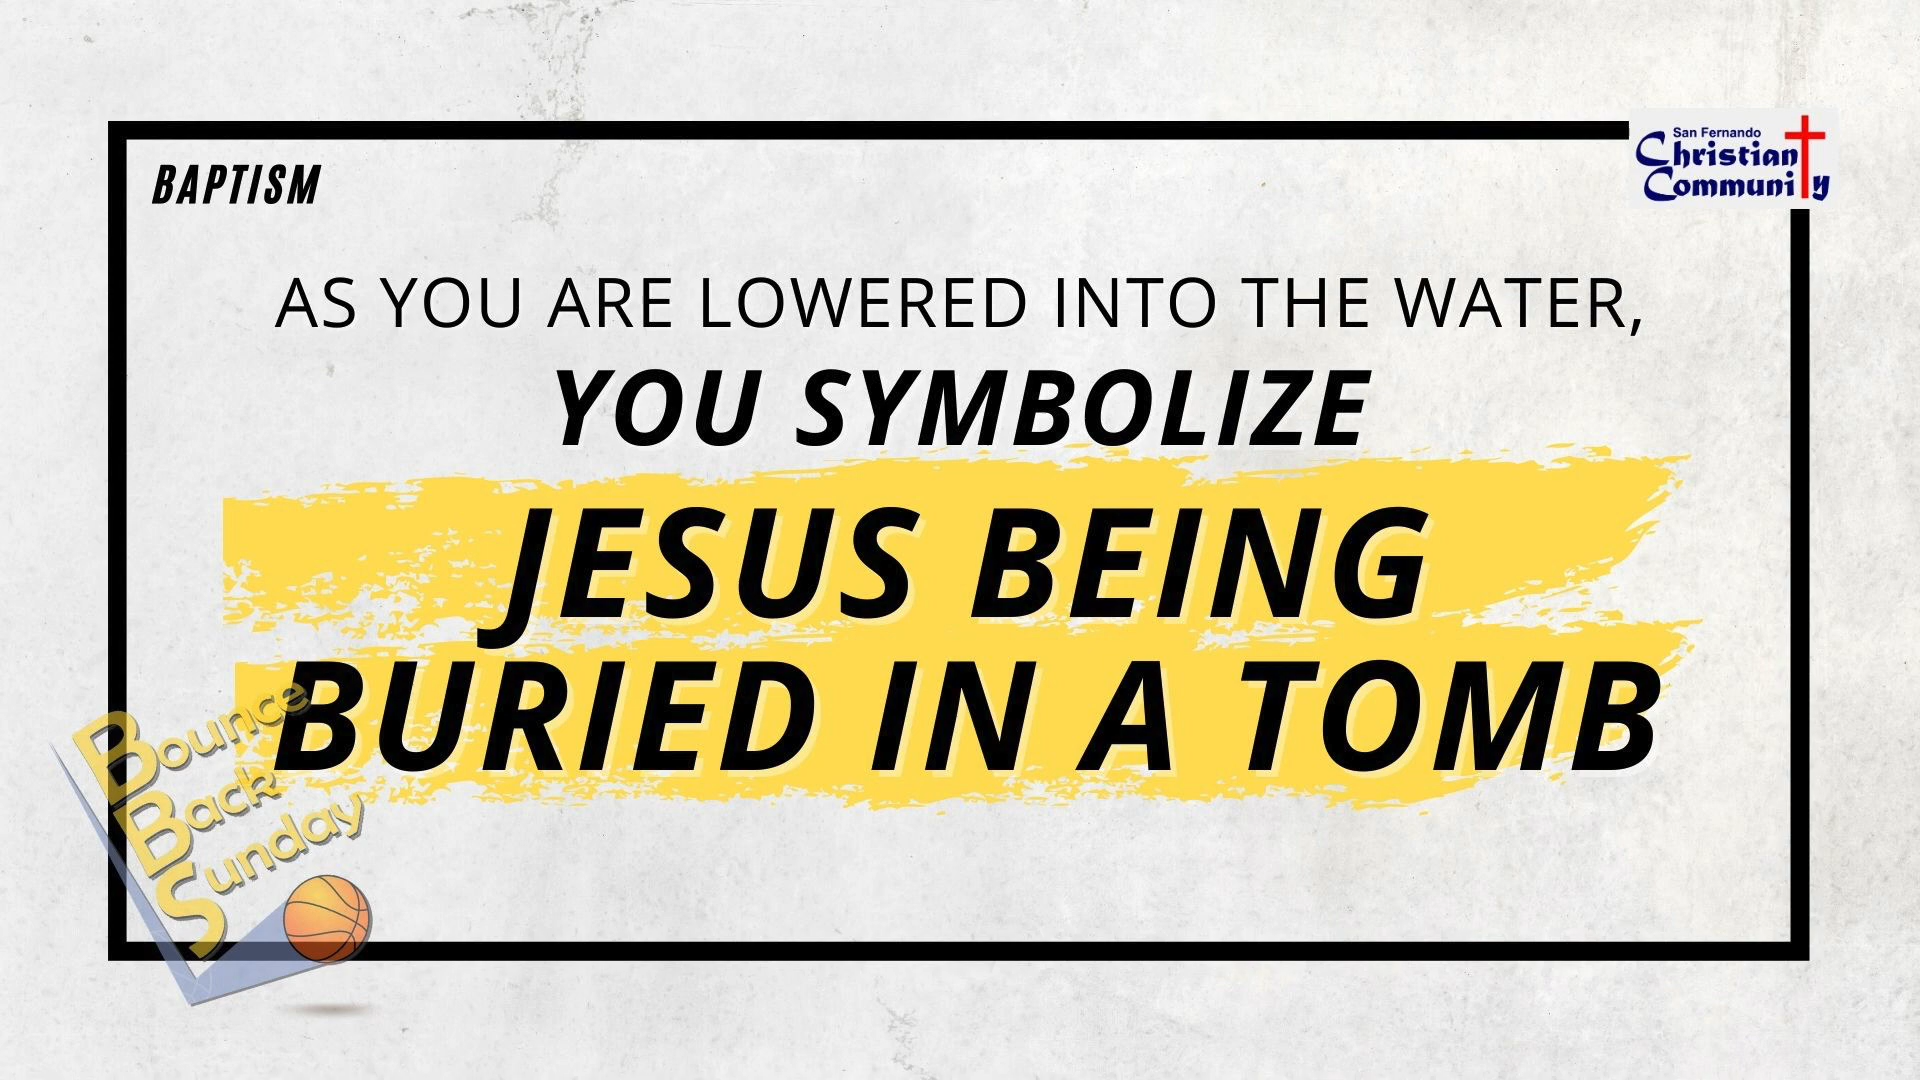 San Fernando
Christian
Community
BAPTISM
AS YOU ARE LOWERED INTO THE WATER,
YOU SYMBOLIZE
JESUS BEING
BURIED IN A TOMB
Bounce
Back
Sunday